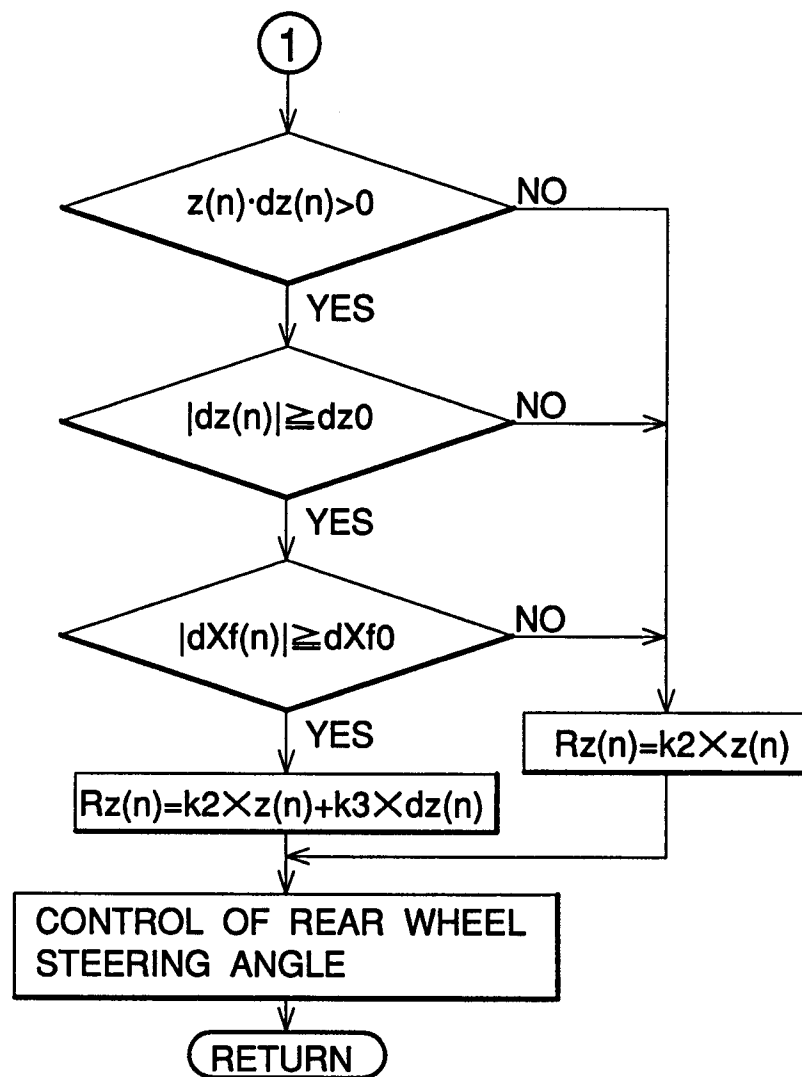 1
z(n)·dz(n)>0
NO
YES
|dz(n)|≧dz0
NO
YES
|dXf(n)|≧dXf0
NO
YES
Rz(n)=k2×z(n)
Rz(n)=k2×z(n)+k3×dz(n)
CONTROL OF REAR WHEEL
STEERING ANGLE
RETURN